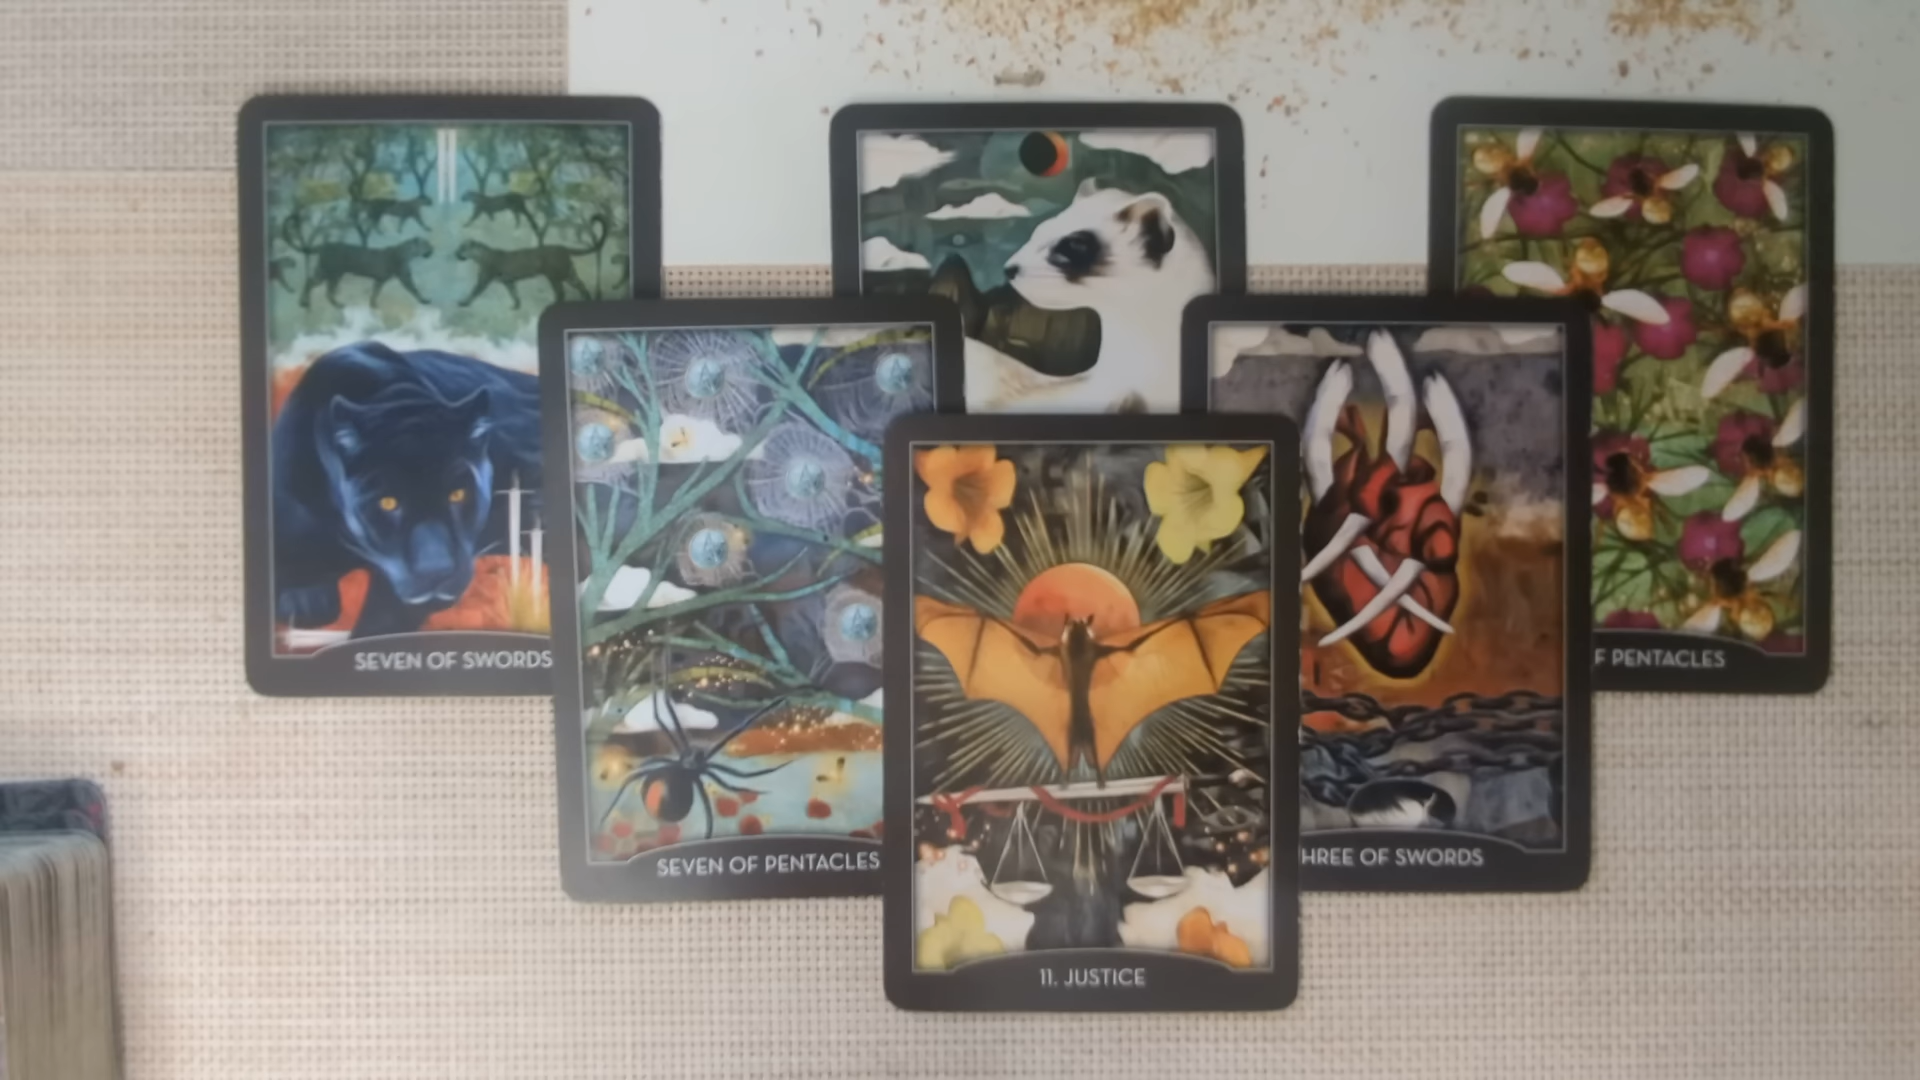 SEVEN OF SWORDS
F PENTACLES
SEVEN OF PENTACLES
HREE OF SWORDS
11. JUSTICE